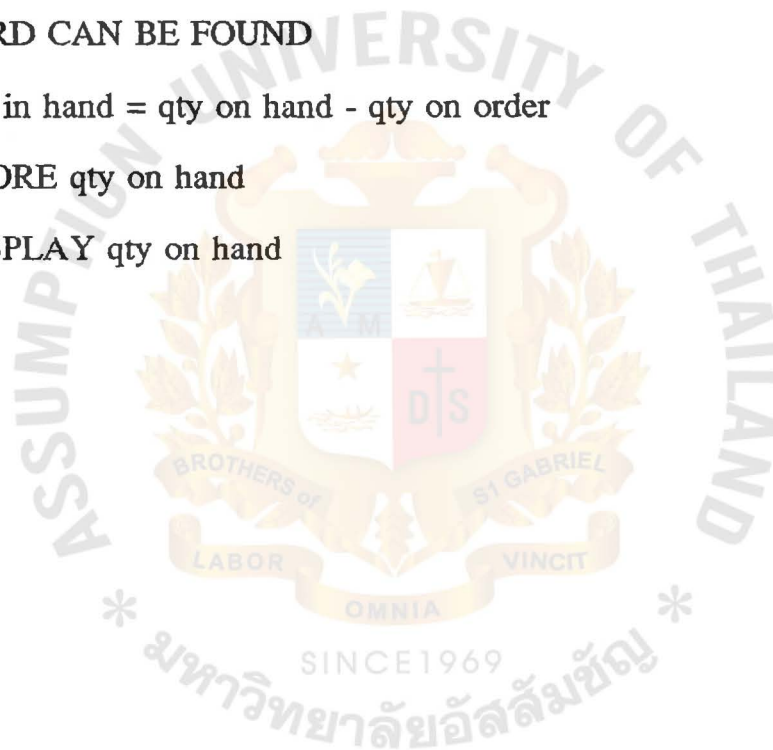 RD CAN BE FOUND
in hand = qty on hand - qty on order
ORE qty on hand
PLAY qty on hand
ASSUMPTION UNIVERSITY OF THAILAND
A M
D S
BROTHERS of ST GABRIEL
LABOR OMNIA VINCIT
SINCE1969
* มหาวิทยาลัยอัสสัมชัญ *